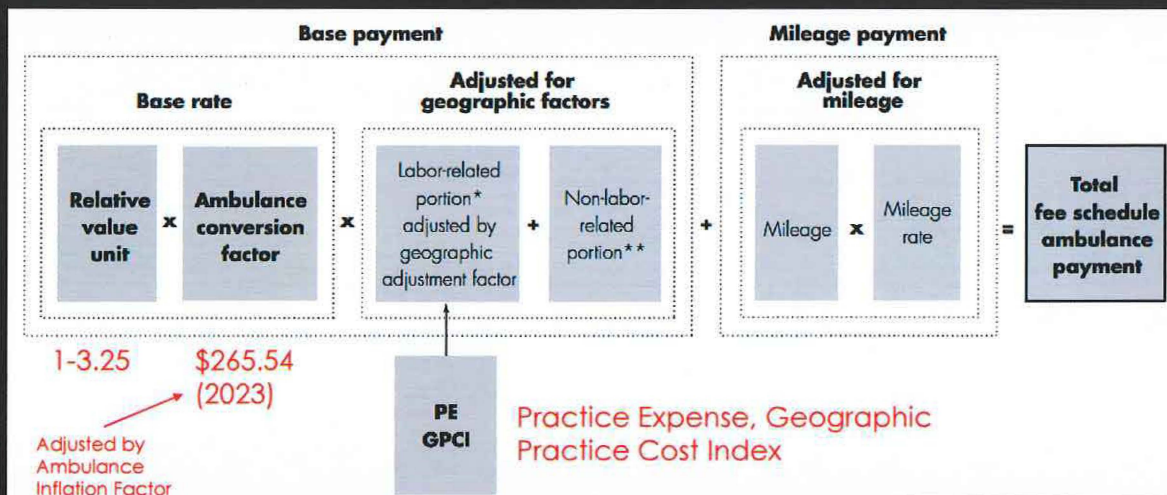 Base payment
Mileage payment
Base rate
Adjusted for
geographic factors
Adjusted for
mileage
Relative
value
unit
x
Ambulance
conversion
factor
x
Labor-related
portion*
adjusted by
geographic
adjustment factor
+
Non-labor-
related
portion**
+
Mileage
x
Mileage
rate
=
Total
fee schedule
ambulance
payment
1-3.25
$265.54
(2023)
Adjusted by
Ambulance
Inflation Factor
PE
GPCI
Practice Expense, Geographic
Practice Cost Index